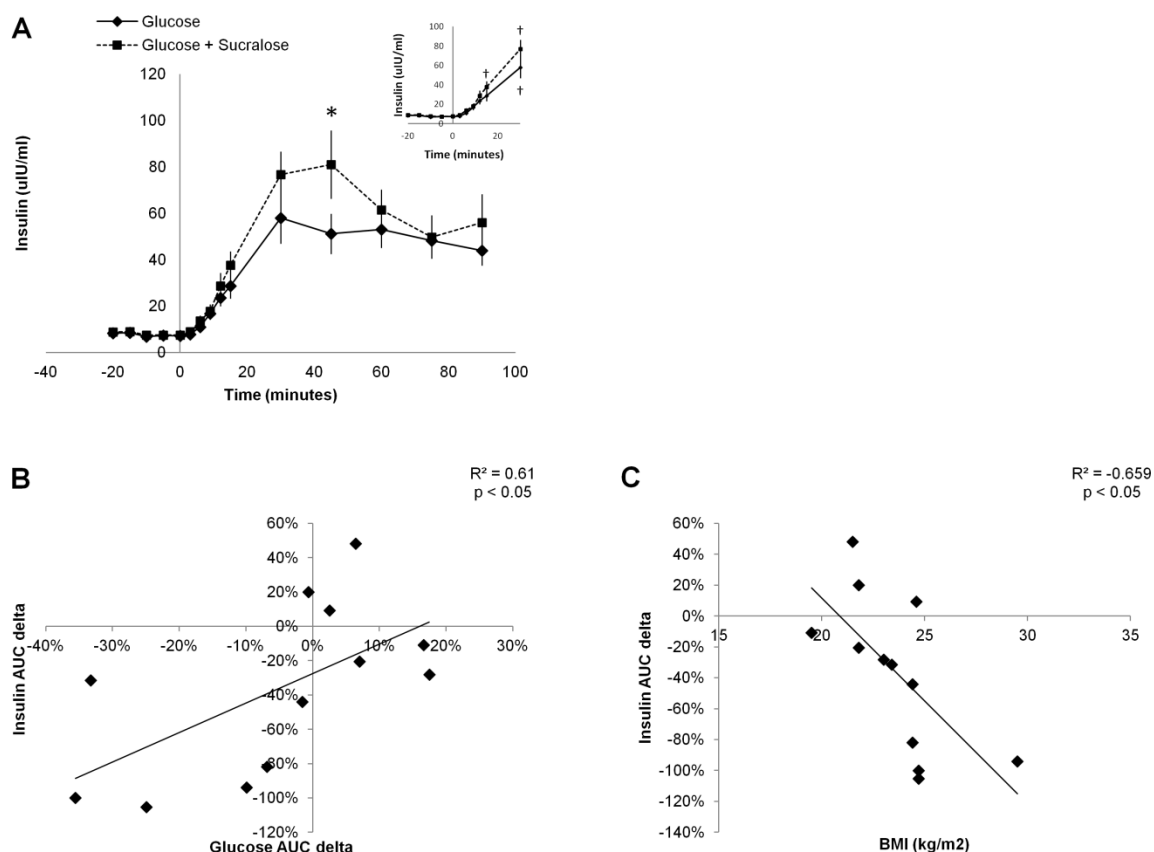 A
Glucose
Glucose + Sucralose
Insulin (uIU/ml)
120
100
80
60
40
20
0
*
-40 -20 0 20 40 60 80 100
Time (minutes)
Insulin (uIU/ml)
100
80
60
40
20
0
†
†
†
-20 0 20
Time (minutes)
B
R² = 0.61
p < 0.05
Insulin AUC delta
60%
40%
20%
0%
-20%
-40%
-60%
-80%
-100%
-120%
-40% -30% -20% -10% 0% 10% 20% 30%
Glucose AUC delta
C
R² = -0.659
p < 0.05
Insulin AUC delta
60%
40%
20%
0%
-20%
-40%
-60%
-80%
-100%
-120%
-140%
15 20 25 30 35
BMI (kg/m2)